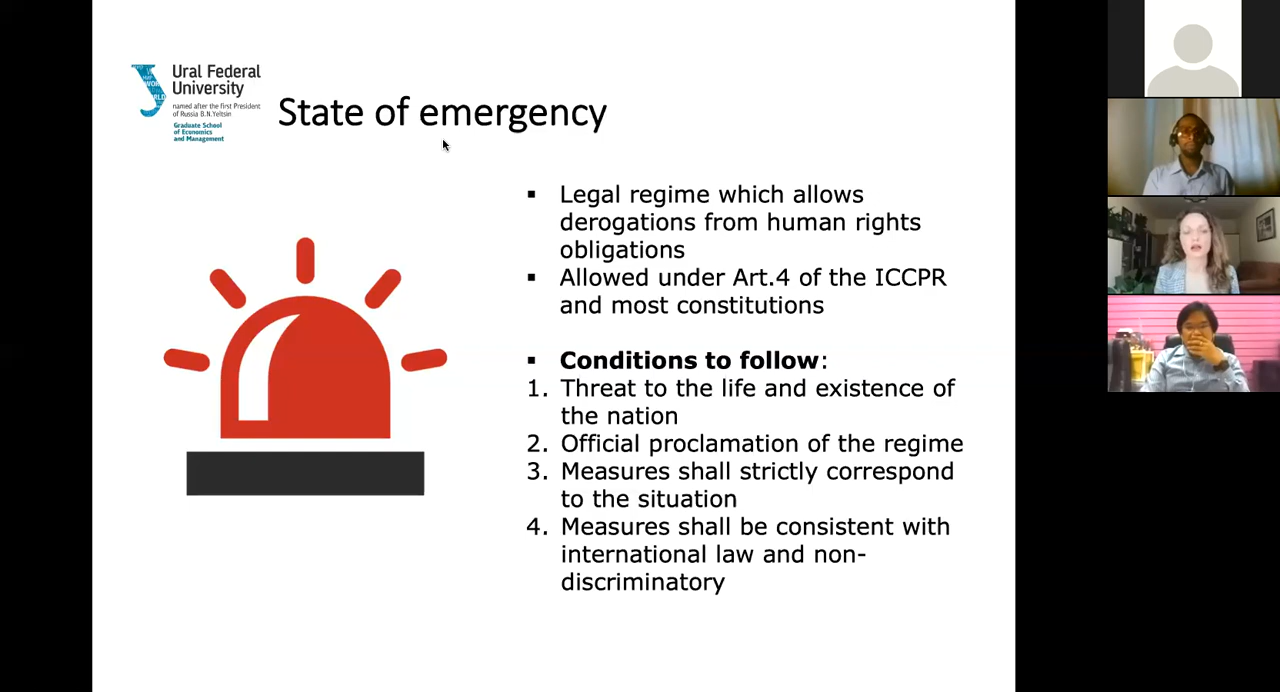 Ural Federal
University
named after the first President
of Russia B.N.Yeltsin
Graduate School
of Economics
and Management
State of emergency
▪ Legal regime which allows
derogations from human rights
obligations
▪ Allowed under Art.4 of the ICCPR
and most constitutions
▪ Conditions to follow:
1. Threat to the life and existence of
the nation
2. Official proclamation of the regime
3. Measures shall strictly correspond
to the situation
4. Measures shall be consistent with
international law and non-
discriminatory